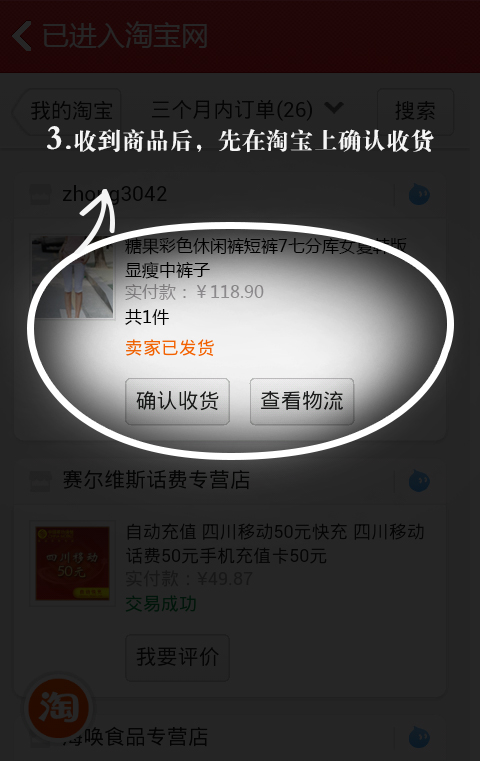 已进入淘宝网
我的淘宝
三个月内订单(26)
搜索
3.收到商品后，先在淘宝上确认收货
zhong3042
糖果彩色休闲裤短裤7七分库女夏韩版
显瘦中裤子
实付款：￥118.90
共1件
卖家已发货
确认收货
查看物流
赛尔维斯话费专营店
四川移动
50元
自动充值 四川移动50元快充 四川移动
话费50元手机充值卡50元
实付款：¥49.87
交易成功
我要评价
淘
海唤食品专营店